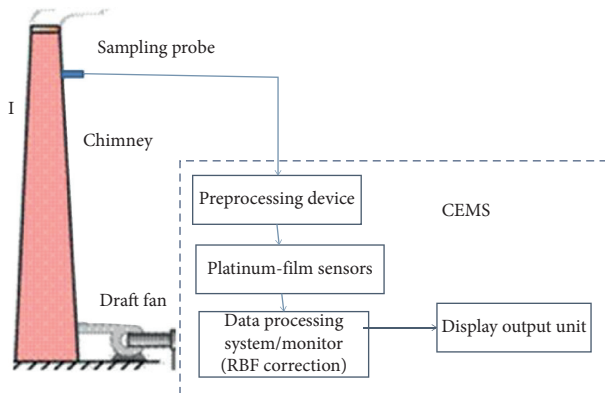 Sampling probe
I
Chimney
Preprocessing device
CEMS
Platinum-film sensors
Draft fan
Data processing
system/monitor
(RBF correction)
Display output unit